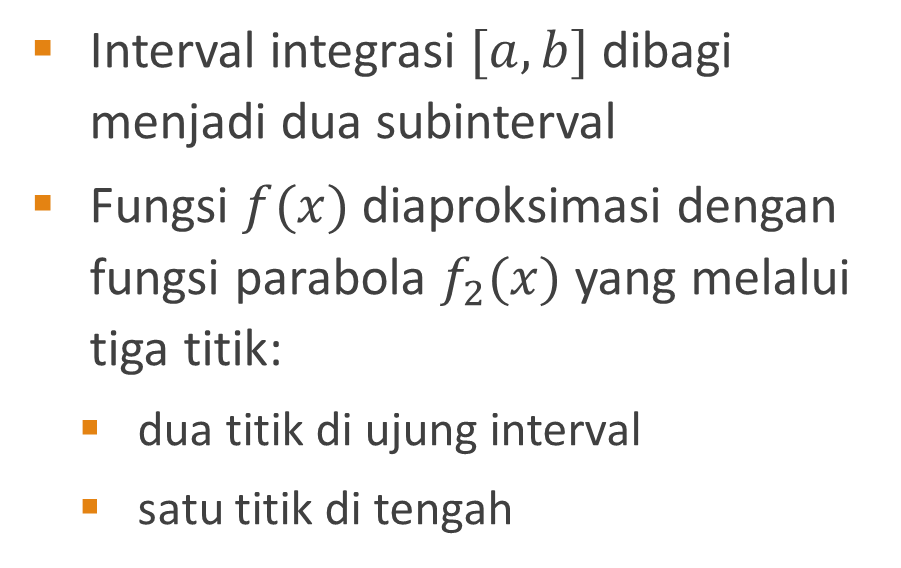 ▪ Interval integrasi [a, b] dibagi
menjadi dua subinterval
▪ Fungsi f(x) diaproksimasi dengan
fungsi parabola f₂(x) yang melalui
tiga titik:
▪ dua titik di ujung interval
▪ satu titik di tengah